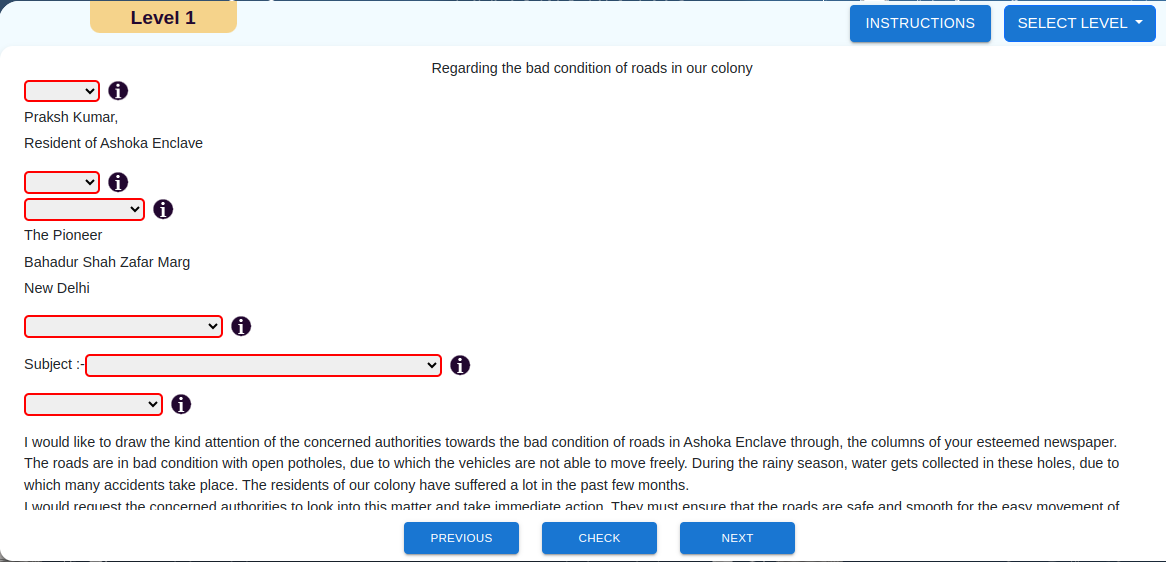 Level 1
INSTRUCTIONS
SELECT LEVEL
Regarding the bad condition of roads in our colony
Praksh Kumar,
Resident of Ashoka Enclave
The Pioneer
Bahadur Shah Zafar Marg
New Delhi
Subject :-
I would like to draw the kind attention of the concerned authorities towards the bad condition of roads in Ashoka Enclave through, the columns of your esteemed newspaper.
The roads are in bad condition with open potholes, due to which the vehicles are not able to move freely. During the rainy season, water gets collected in these holes, due to
which many accidents take place. The residents of our colony have suffered a lot in the past few months.
I would request the concerned authorities to look into this matter and take immediate action. They must ensure that the roads are safe and smooth for the easy movement of
PREVIOUS
CHECK
NEXT